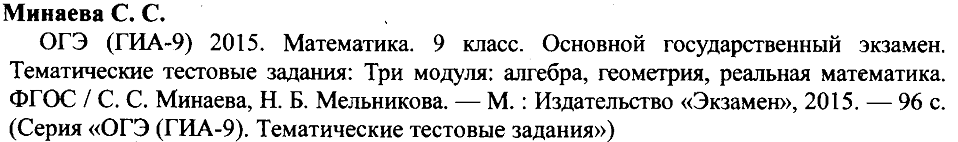 Минаева С. С.
ОГЭ (ГИА-9) 2015. Математика. 9 класс. Основной государственный экзамен.
Тематические тестовые задания: Три модуля: алгебра, геометрия, реальная математика.
ФГОС / С. С. Минаева, Н. Б. Мельникова. — М. : Издательство «Экзамен», 2015. — 96 с.
(Серия «ОГЭ (ГИА-9). Тематические тестовые задания»)